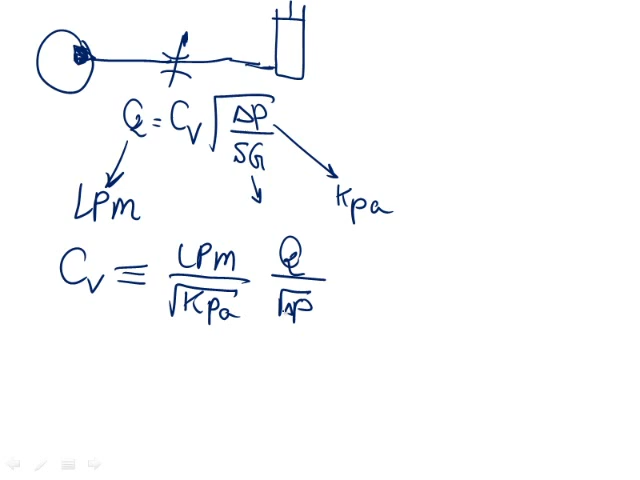 Q = Cv √ΔP/SG
LPm
Kpa
Cv ≡ LPm/√Kpa Q/√ΔP